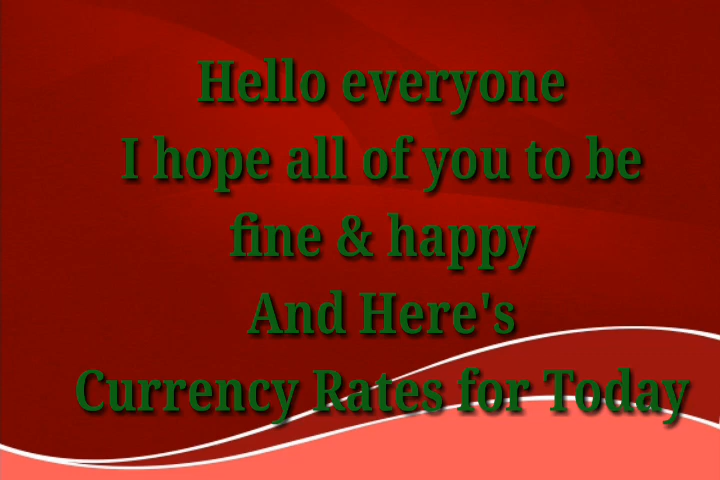 Hello everyone
I hope all of you to be
fine & happy
And Here's
Currency Rates for Today